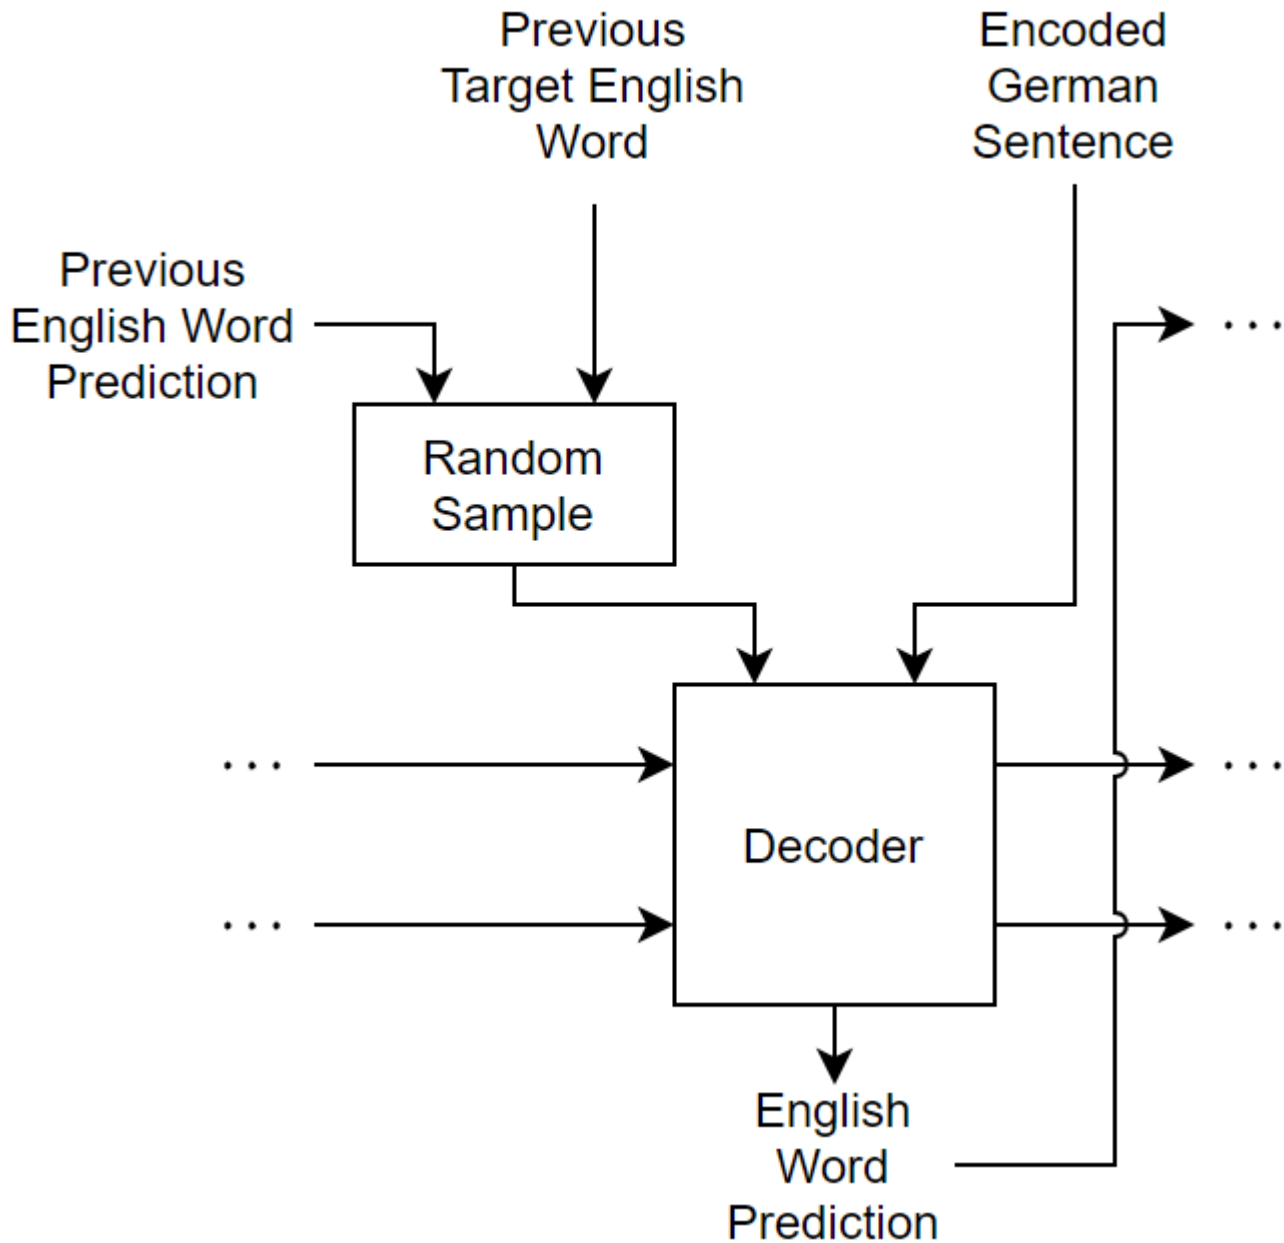 Previous
Target English
Word
Encoded
German
Sentence
Previous
English Word
Prediction
...
Random
Sample
...
...
Decoder
...
...
English
Word
Prediction